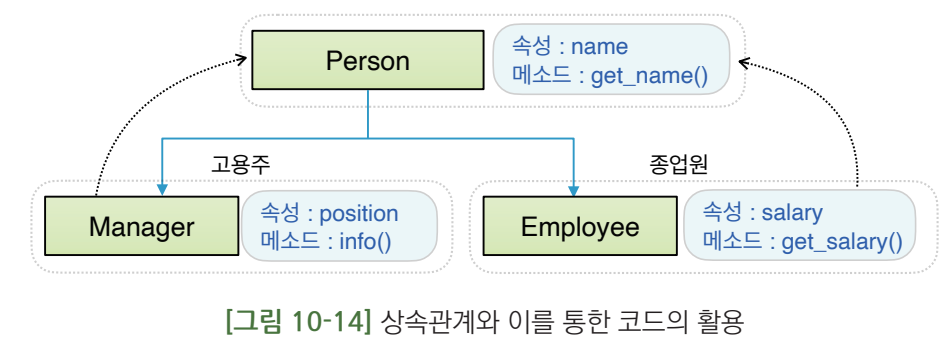 Person
속성 : name
메소드 : get_name()
고용주
종업원
Manager
속성 : position
메소드 : info()
Employee
속성 : salary
메소드 : get_salary()
[그림 10-14] 상속관계와 이를 통한 코드의 활용